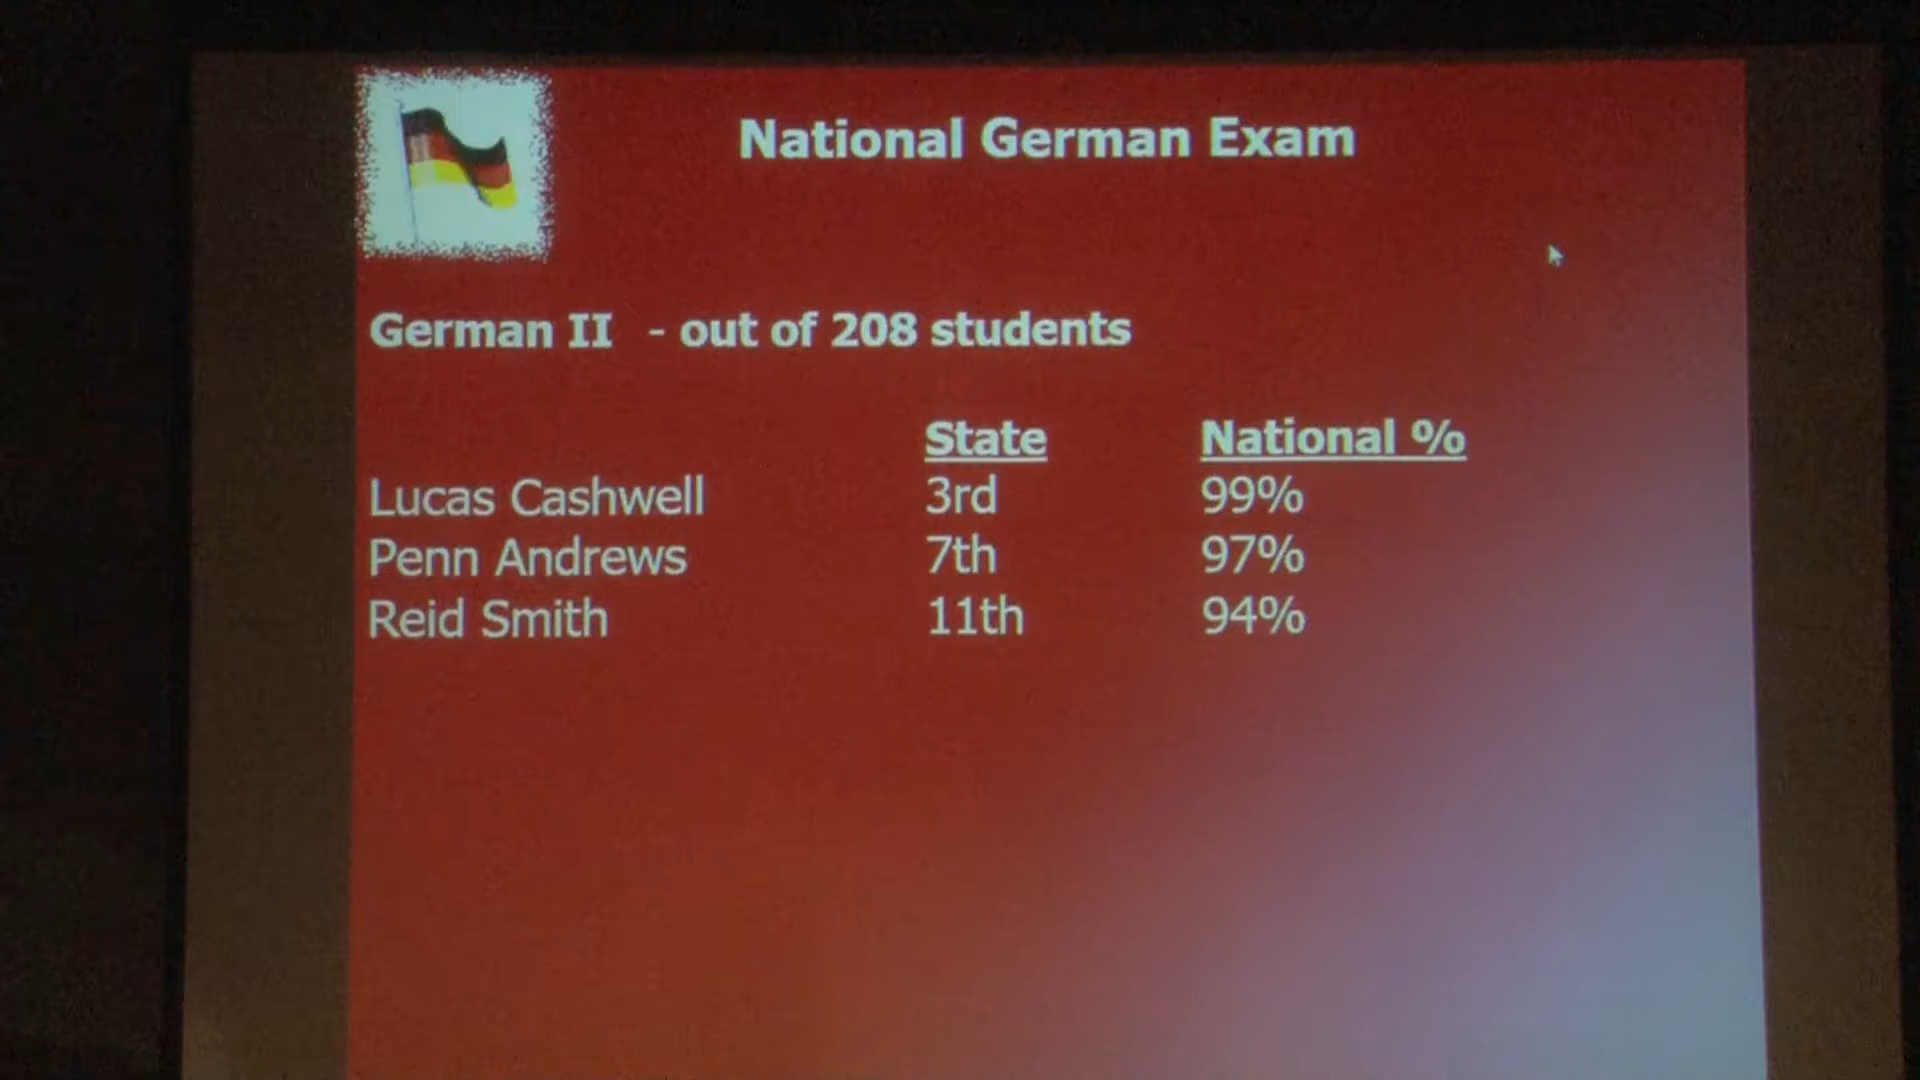 National German Exam
German II - out of 208 students
State National %
Lucas Cashwell 3rd 99%
Penn Andrews 7th 97%
Reid Smith 11th 94%